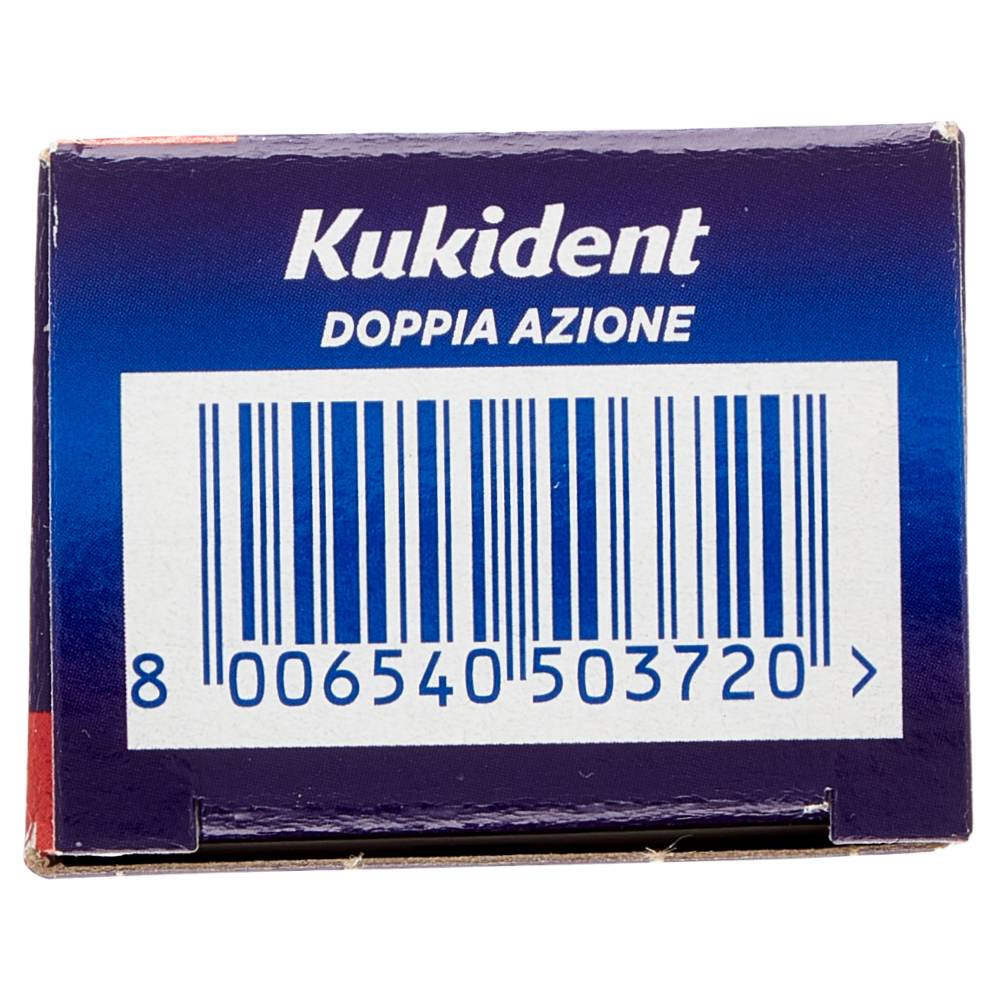 Kukident
DOPPIA AZIONE
8 006540 503720 >